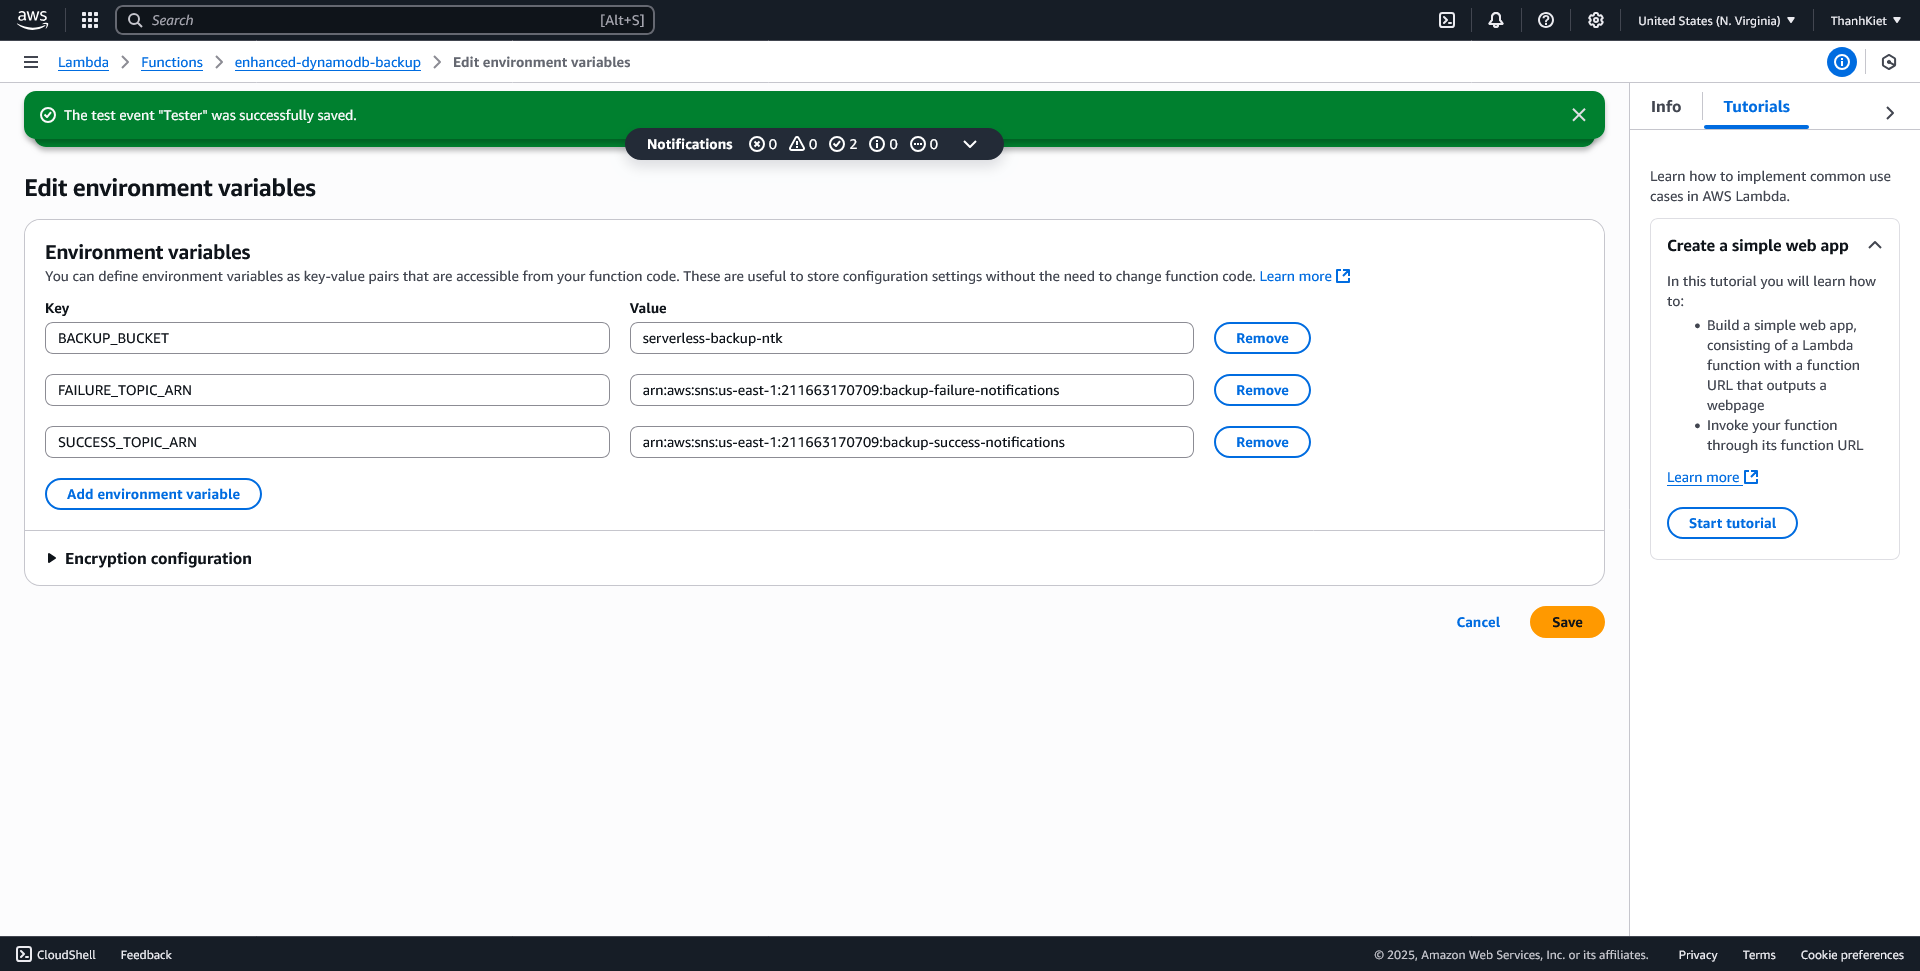 aws
Search [Alt+S]
United States (N. Virginia)
ThanhKiet
Lambda
Functions
enhanced-dynamodb-backup
Edit environment variables
The test event "Tester" was successfully saved.
Notifications 0 0 2 0 0
Edit environment variables
Environment variables
You can define environment variables as key-value pairs that are accessible from your function code. These are useful to store configuration settings without the need to change function code. Learn more
Key Value
BACKUP_BUCKET serverless-backup-ntk Remove
FAILURE_TOPIC_ARN arn:aws:sns:us-east-1:211663170709:backup-failure-notifications Remove
SUCCESS_TOPIC_ARN arn:aws:sns:us-east-1:211663170709:backup-success-notifications Remove
Add environment variable
Encryption configuration
Cancel Save
Info Tutorials
Learn how to implement common use
cases in AWS Lambda.
Create a simple web app
In this tutorial you will learn how
to:
• Build a simple web app,
consisting of a Lambda
function with a function
URL that outputs a
webpage
• Invoke your function
through its function URL
Learn more
Start tutorial
CloudShell Feedback © 2025, Amazon Web Services, Inc. or its affiliates. Privacy Terms Cookie preferences